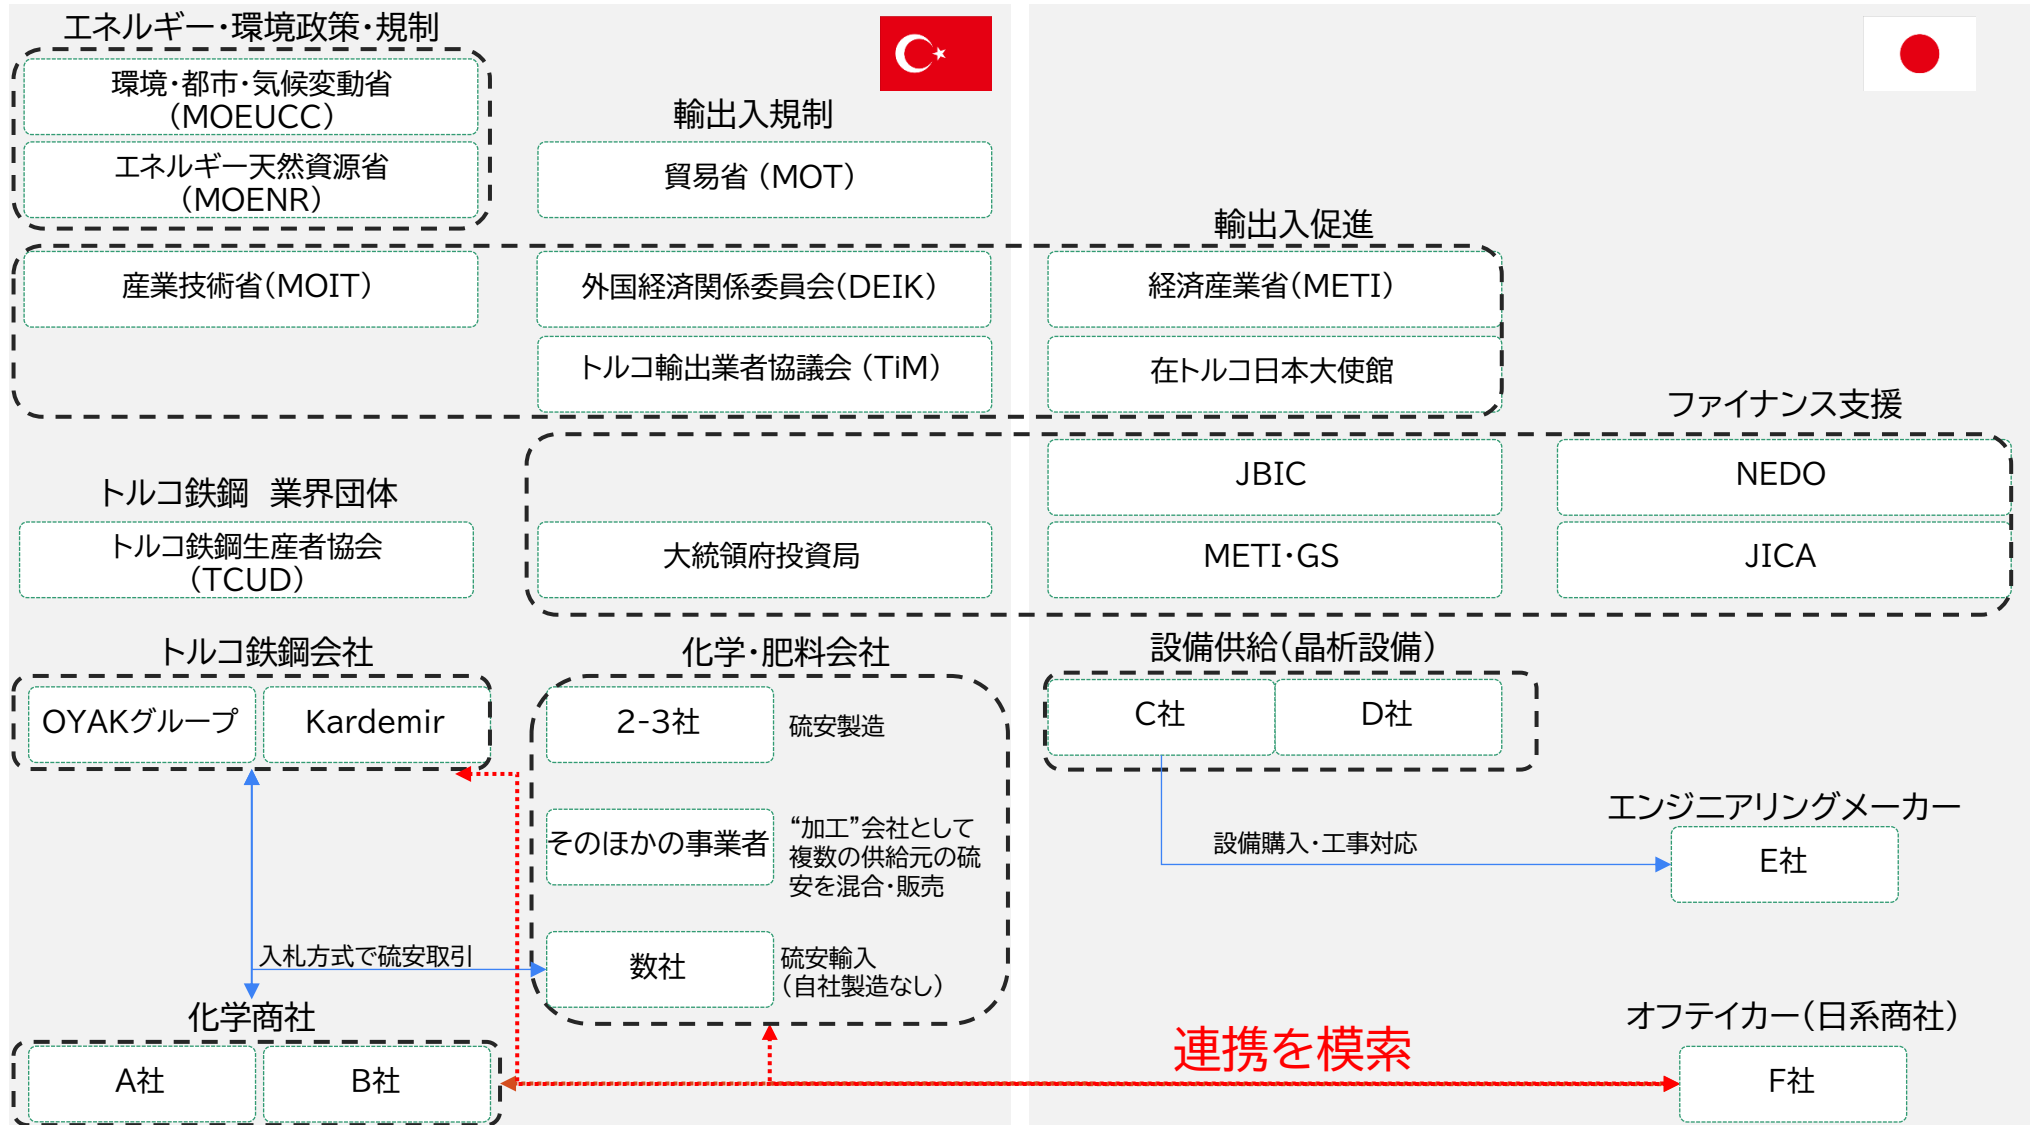 エネルギー・環境政策・規制
環境・都市・気候変動省
(MOEUCC)
エネルギー天然資源省
(MOENR)
輸出入規制
貿易省 (MOT)
輸出入促進
産業技術省(MOIT)
外国経済関係委員会(DEIK)
経済産業省(METI)
トルコ輸出業者協議会 (TiM)
在トルコ日本大使館
ファイナンス支援
JBIC
NEDO
トルコ鉄鋼 業界団体
トルコ鉄鋼生産者協会
(TCUD)
大統領府投資局
METI・GS
JICA
トルコ鉄鋼会社
OYAKグループ
Kardemir
化学・肥料会社
2-3社
硫安製造
そのほかの事業者
“加工”会社として
複数の供給元の硫
安を混合・販売
数社
硫安輸入
(自社製造なし)
設備供給(晶析設備)
C社
D社
エンジニアリングメーカー
設備購入・工事対応
E社
入札方式で硫安取引
化学商社
A社
B社
連携を模索
オフテイカー(日系商社)
F社